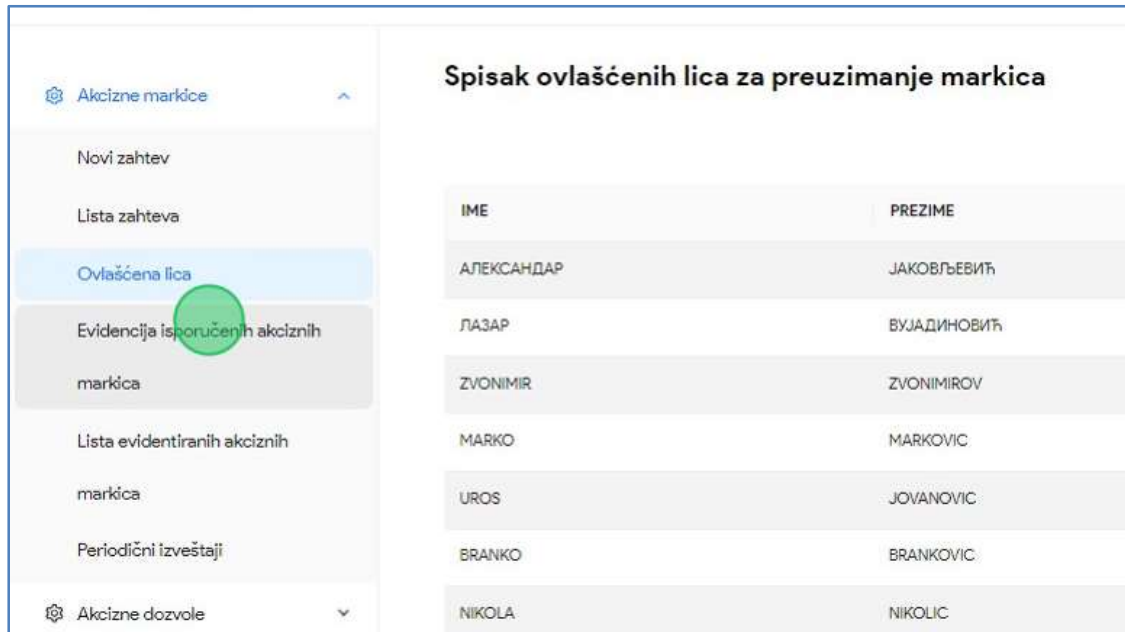 Akcizne markice
Novi zahtev
Lista zahteva
Ovlašćena lica
Evidencija isporučenih akciznih
markica
Lista evidentiranih akciznih
markica
Periodični izveštaji
Akcizne dozvole
Spisak ovlašćenih lica za preuzimanje markica
IME PREZIME
АЛЕКСАНДАР ЈАКОВЉЕВИЋ
ЛАЗАР ВУЈАДИНОВИЋ
ZVONIMIR ZVONIMIROV
MARKO MARKOVIC
UROS JOVANOVIC
BRANKO BRANKOVIC
NIKOLA NIKOLIC